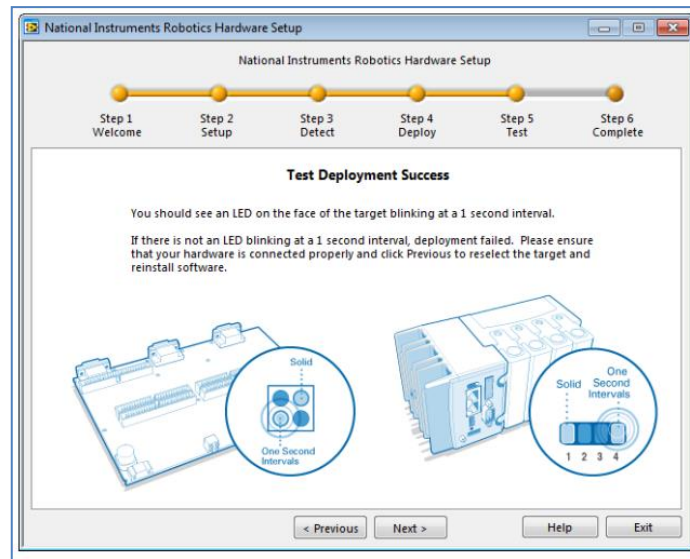 National Instruments Robotics Hardware Setup
National Instruments Robotics Hardware Setup
Step 1
Welcome
Step 2
Setup
Step 3
Detect
Step 4
Deploy
Step 5
Test
Step 6
Complete
Test Deployment Success
You should see an LED on the face of the target blinking at a 1 second interval.
If there is not an LED blinking at a 1 second interval, deployment failed. Please ensure
that your hardware is connected properly and click Previous to reselect the target and
reinstall software.
Solid
One Second
Intervals
Solid
One
Second
Intervals
1 2 3 4
< Previous
Next >
Help
Exit